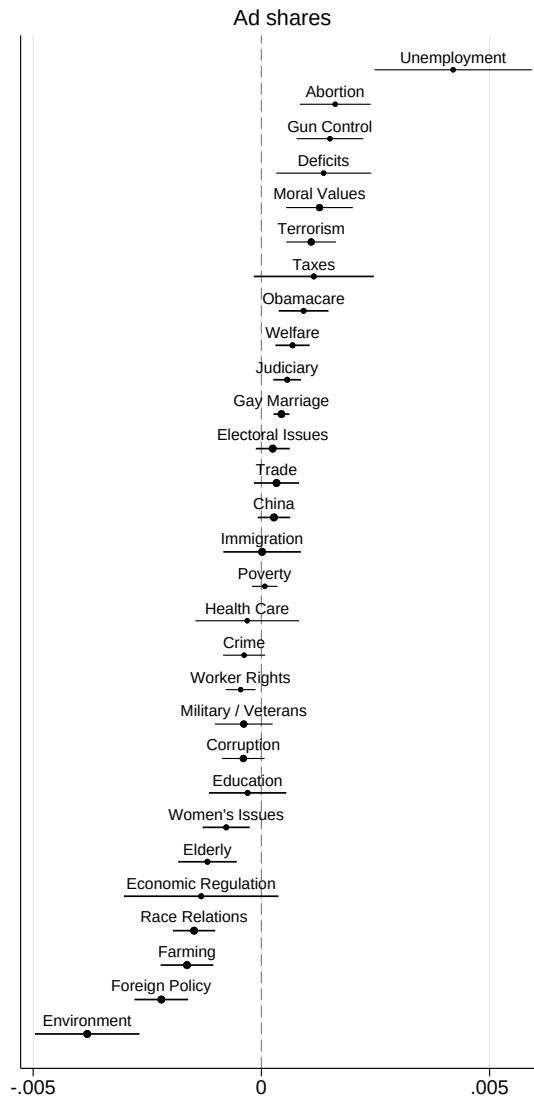 Ad shares
Unemployment
Abortion
Gun Control
Deficits
Moral Values
Terrorism
Taxes
Obamacare
Welfare
Judiciary
Gay Marriage
Electoral Issues
Trade
China
Immigration
Poverty
Health Care
Crime
Worker Rights
Military / Veterans
Corruption
Education
Women's Issues
Elderly
Economic Regulation
Race Relations
Farming
Foreign Policy
Environment
-.005 0 .005